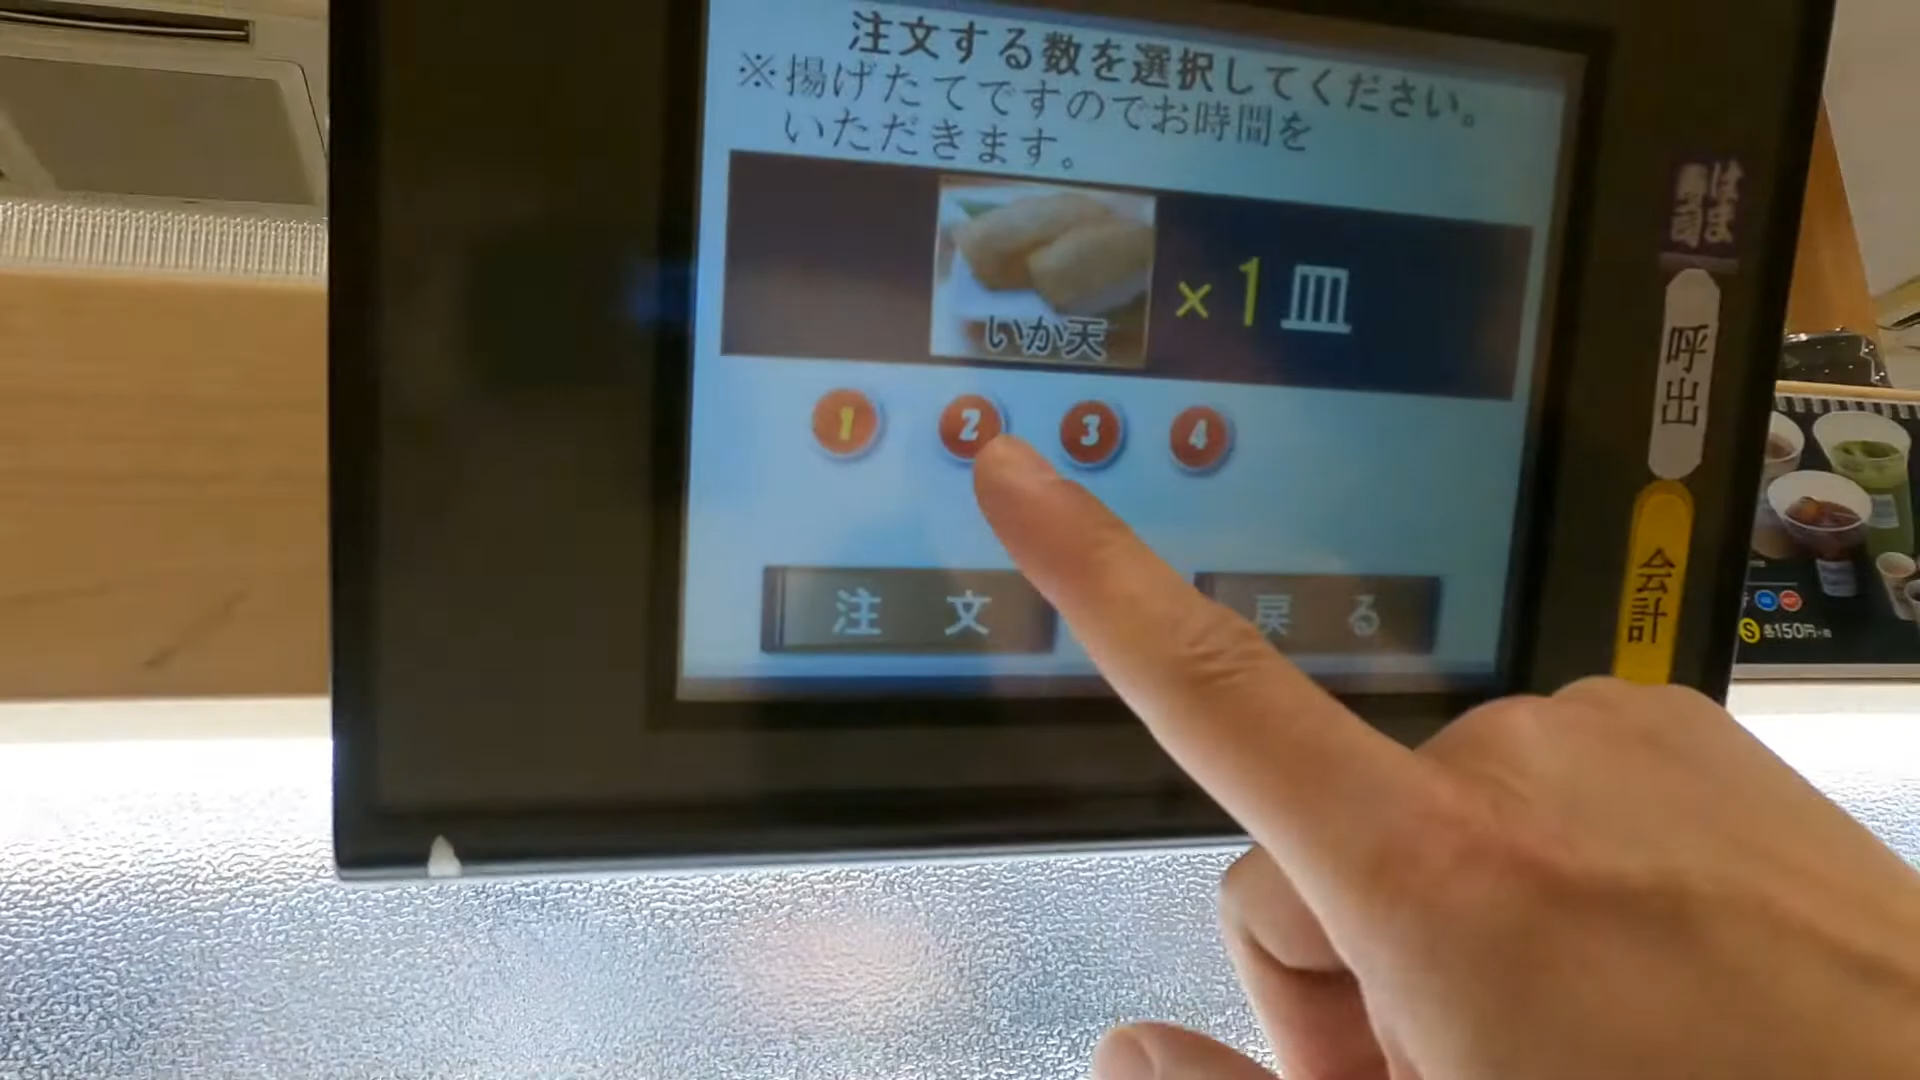 注文する数を選択してください。
※揚げたてですのでお時間を
いただきます。
いか天
×1皿
1
2
3
4
注文
戻る
はま
寿司
呼出
会計
S 各150円